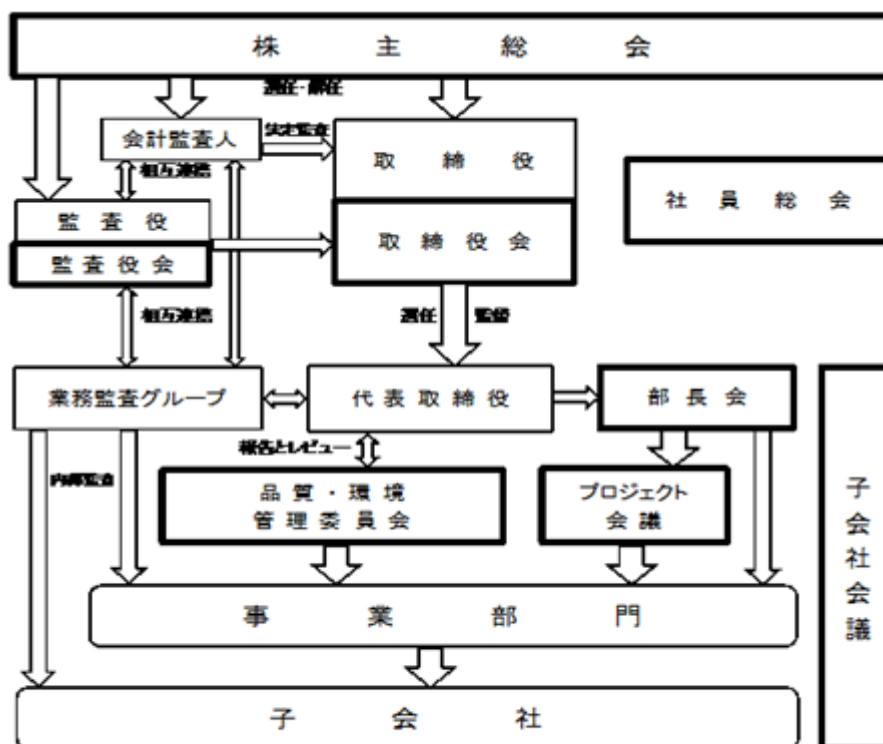 株主総会
選任・解任
会計監査人
法定監査
取締役
相互連携
社員総会
監査役
取締役会
監査役会
相互連携
選任
監督
業務監査グループ
代表取締役
部長会
報告とレビュー
内部監査
品質・環境
管理委員会
プロジェクト
会議
子会社会議
事業部門
子会社